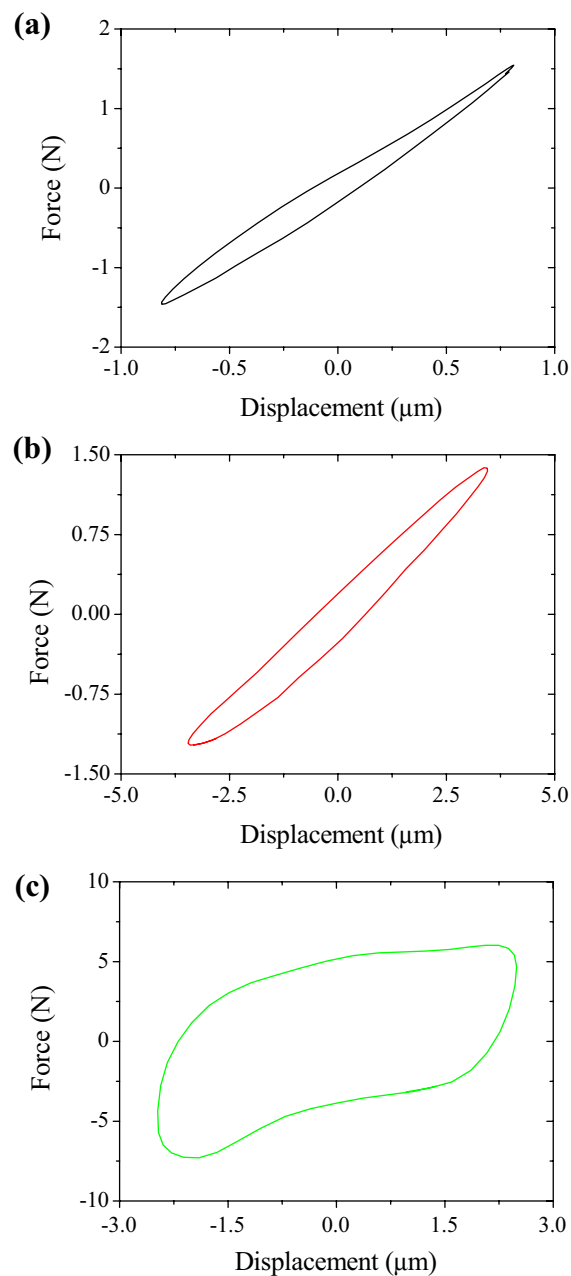 (a)
2
1
0
-1
-2
Force (N)
-1.0 -0.5 0.0 0.5 1.0
Displacement (µm)
(b)
1.50
0.75
0.00
-0.75
-1.50
Force (N)
-5.0 -2.5 0.0 2.5 5.0
Displacement (µm)
(c)
10
5
0
-5
-10
Force (N)
-3.0 -1.5 0.0 1.5 3.0
Displacement (µm)